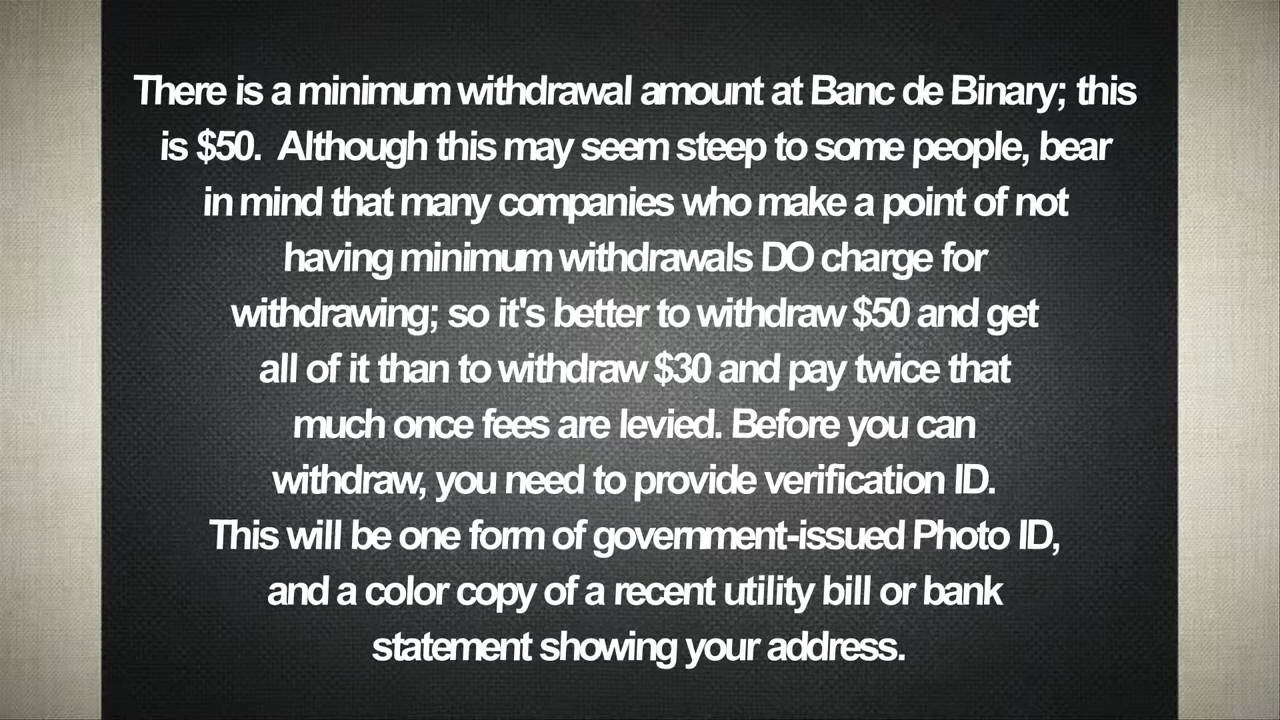 There is a minimum withdrawal amount at Banc de Binary; this
is $50.  Although this may seem steep to some people, bear
in mind that many companies who make a point of not
having minimum withdrawals DO charge for
withdrawing; so it's better to withdraw $50 and get
all of it than to withdraw $30 and pay twice that
much once fees are levied. Before you can
withdraw, you need to provide verification ID.
This will be one form of government-issued Photo ID,
and a color copy of a recent utility bill or bank
statement showing your address.